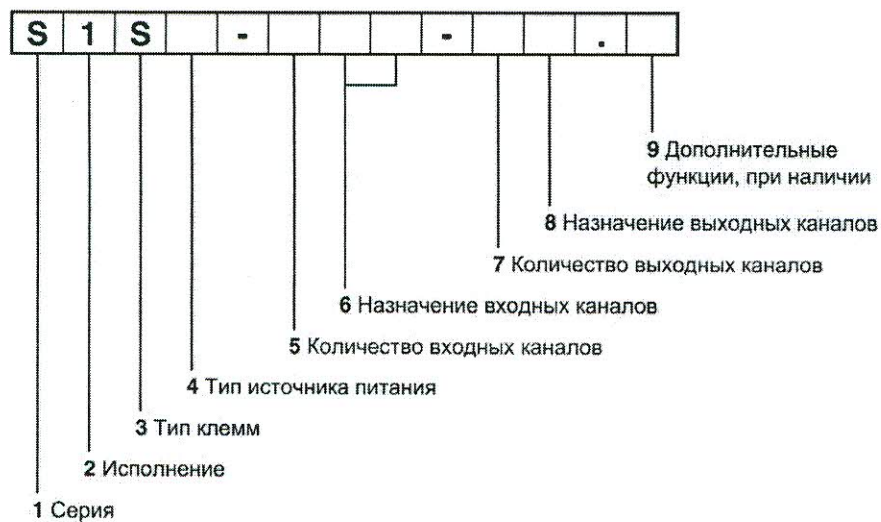 S 1 S - - .
9 Дополнительные
функции, при наличии
8 Назначение выходных каналов
7 Количество выходных каналов
6 Назначение входных каналов
5 Количество входных каналов
4 Тип источника питания
3 Тип клемм
2 Исполнение
1 Серия